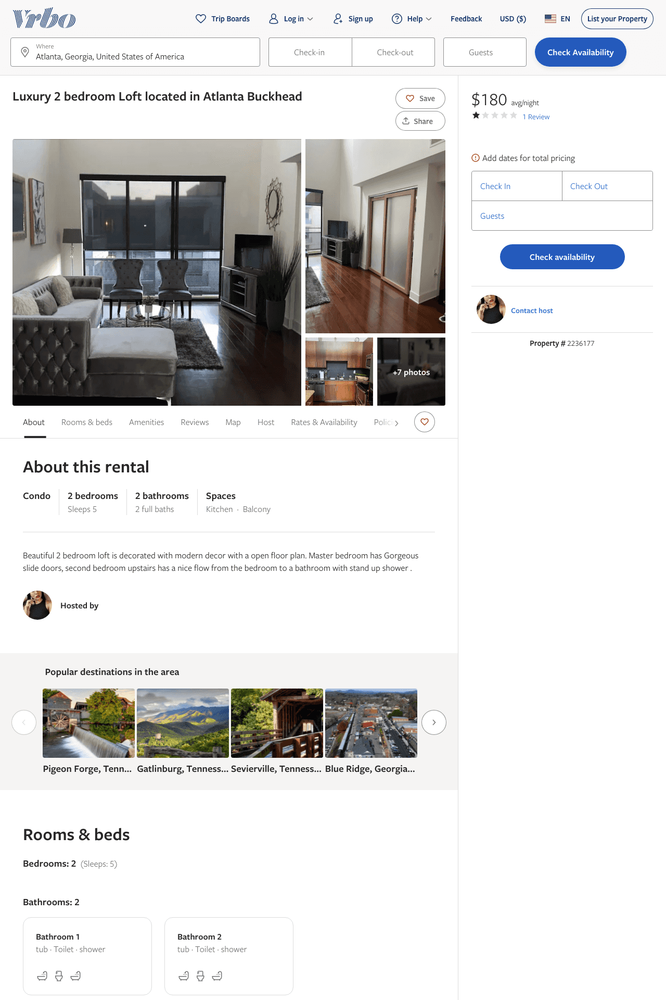 Vrbo
Trip Boards
Log in
Sign up
Help
Feedback
USD ($)
EN
List your Property
Where
Atlanta, Georgia, United States of America
Check-in
Check-out
Guests
Check Availability
Luxury 2 bedroom Loft located in Atlanta Buckhead
Save
Share
+7 photos
$180 avg/night
1 Review
Add dates for total pricing
Check In
Check Out
Guests
Check availability
Contact host
Property # 2236177
About
Rooms & beds
Amenities
Reviews
Map
Host
Rates & Availability
Polici
About this rental
Condo
2 bedrooms
Sleeps 5
2 bathrooms
2 full baths
Spaces
Kitchen · Balcony
Beautiful 2 bedroom loft is decorated with modern decor with a open floor plan. Master bedroom has Gorgeous
slide doors, second bedroom upstairs has a nice flow from the bedroom to a bathroom with stand up shower .
Hosted by
Popular destinations in the area
Pigeon Forge, Tenn...
Gatlinburg, Tenness...
Sevierville, Tenness...
Blue Ridge, Georgia...
Rooms & beds
Bedrooms: 2 (Sleeps: 5)
Bathrooms: 2
Bathroom 1
tub · Toilet · shower
Bathroom 2
tub · Toilet · shower